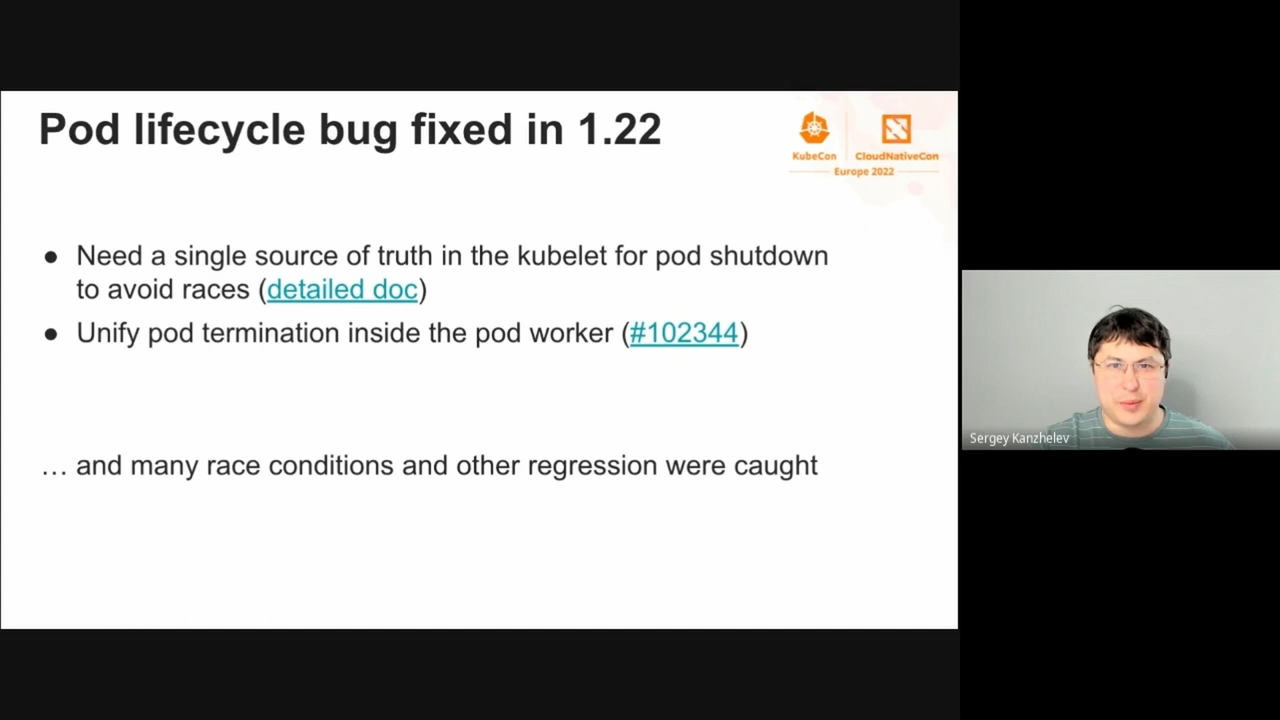 Pod lifecycle bug fixed in 1.22
KubeCon
CloudNativeCon
Europe 2022
● Need a single source of truth in the kubelet for pod shutdown
to avoid races (detailed doc)
● Unify pod termination inside the pod worker (#102344)
… and many race conditions and other regression were caught
Sergey Kanzhelev